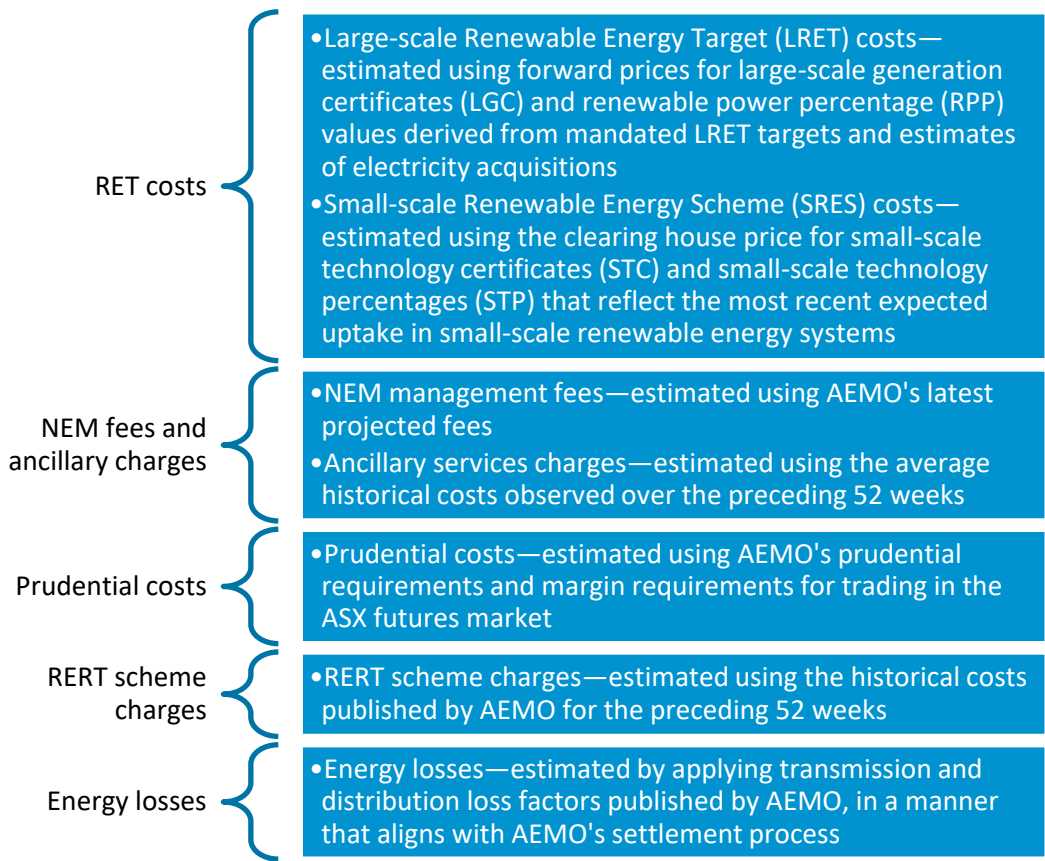 RET costs
•Large-scale Renewable Energy Target (LRET) costs—
estimated using forward prices for large-scale generation
certificates (LGC) and renewable power percentage (RPP)
values derived from mandated LRET targets and estimates
of electricity acquisitions
•Small-scale Renewable Energy Scheme (SRES) costs—
estimated using the clearing house price for small-scale
technology certificates (STC) and small-scale technology
percentages (STP) that reflect the most recent expected
uptake in small-scale renewable energy systems
NEM fees and
ancillary charges
•NEM management fees—estimated using AEMO's latest
projected fees
•Ancillary services charges—estimated using the average
historical costs observed over the preceding 52 weeks
Prudential costs
•Prudential costs—estimated using AEMO's prudential
requirements and margin requirements for trading in the
ASX futures market
RERT scheme
charges
•RERT scheme charges—estimated using the historical costs
published by AEMO for the preceding 52 weeks
Energy losses
•Energy losses—estimated by applying transmission and
distribution loss factors published by AEMO, in a manner
that aligns with AEMO's settlement process